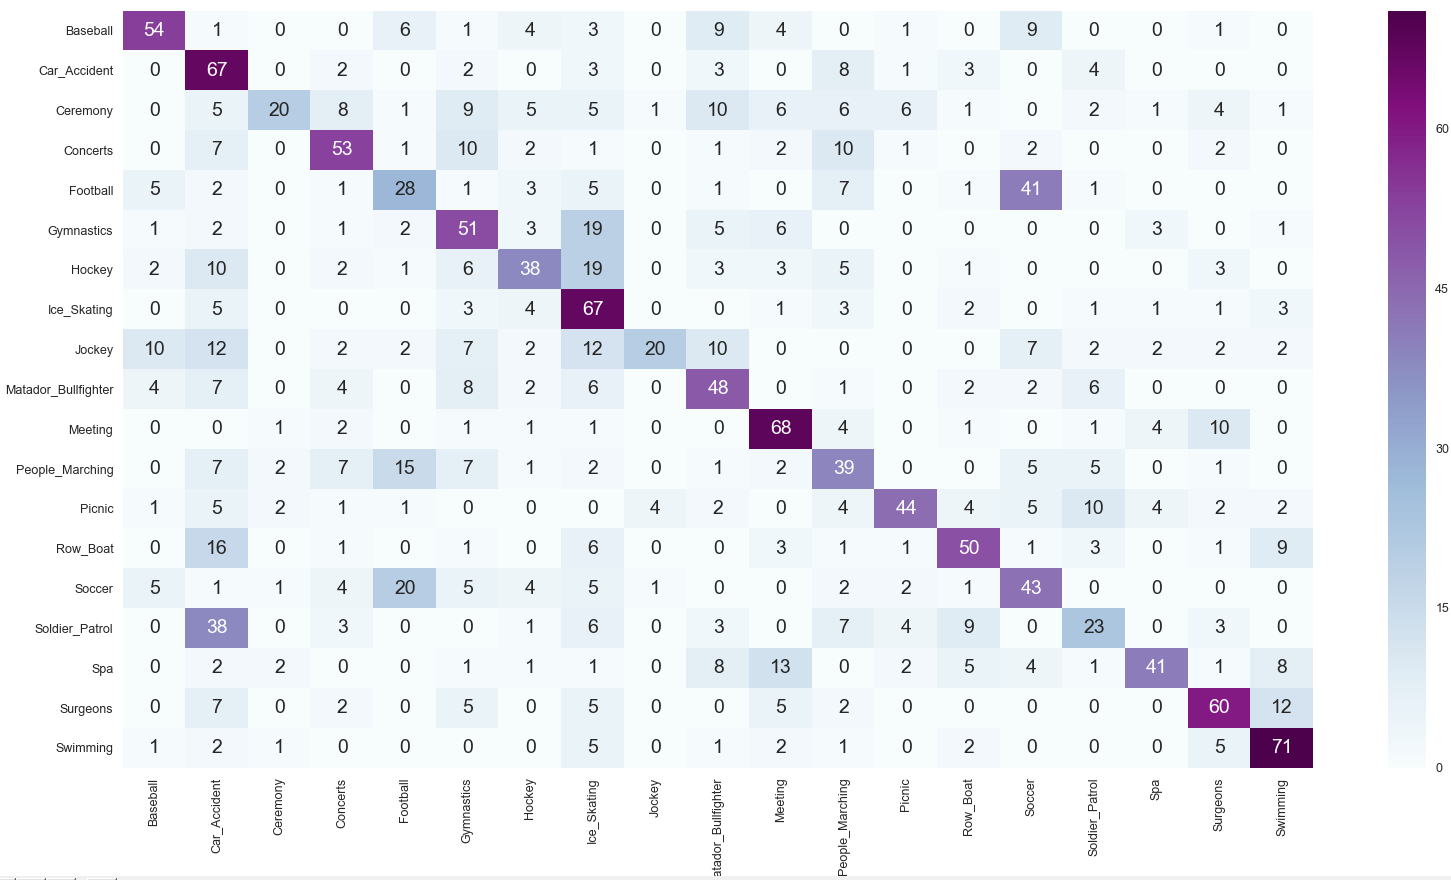 Baseball 54 1 0 0 6 1 4 3 0 9 4 0 1 0 9 0 0 1 0
Car_Accident 0 67 0 2 0 2 0 3 0 3 0 8 1 3 0 4 0 0 0
Ceremony 0 5 20 8 1 9 5 5 1 10 6 6 6 1 0 2 1 4 1
Concerts 0 7 0 53 1 10 2 1 0 1 2 10 1 0 2 0 0 2 0
Football 5 2 0 1 28 1 3 5 0 1 0 7 0 1 41 1 0 0 0
Gymnastics 1 2 0 1 2 51 3 19 0 5 6 0 0 0 0 0 3 0 1
Hockey 2 10 0 2 1 6 38 19 0 3 3 5 0 1 0 0 0 3 0
Ice_Skating 0 5 0 0 0 3 4 67 0 0 1 3 0 2 0 1 1 1 3
Jockey 10 12 0 2 2 7 2 12 20 10 0 0 0 0 7 2 2 2 2
Matador_Bullfighter 4 7 0 4 0 8 2 6 0 48 0 1 0 2 2 6 0 0 0
Meeting 0 0 1 2 0 1 1 1 0 0 68 4 0 1 0 1 4 10 0
People_Marching 0 7 2 7 15 7 1 2 0 1 2 39 0 0 5 5 0 1 0
Picnic 1 5 2 1 1 0 0 0 4 2 0 4 44 4 5 10 4 2 2
Row_Boat 0 16 0 1 0 1 0 6 0 0 3 1 1 50 1 3 0 1 9
Soccer 5 1 1 4 20 5 4 5 1 0 0 2 2 1 43 0 0 0 0
Soldier_Patrol 0 38 0 3 0 0 1 6 0 3 0 7 4 9 0 23 0 3 0
Spa 0 2 2 0 0 1 1 1 0 8 13 0 2 5 4 1 41 1 8
Surgeons 0 7 0 2 0 5 0 5 0 0 5 2 0 0 0 0 0 60 12
Swimming 1 2 1 0 0 0 0 5 0 1 2 1 0 2 0 0 0 5 71
Baseball
Car_Accident
Ceremony
Concerts
Football
Gymnastics
Hockey
Ice_Skating
Jockey
atador_Bullfighter
Meeting
People_Marching
Picnic
Row_Boat
Soccer
Soldier_Patrol
Spa
Surgeons
Swimming
60
45
30
15
0